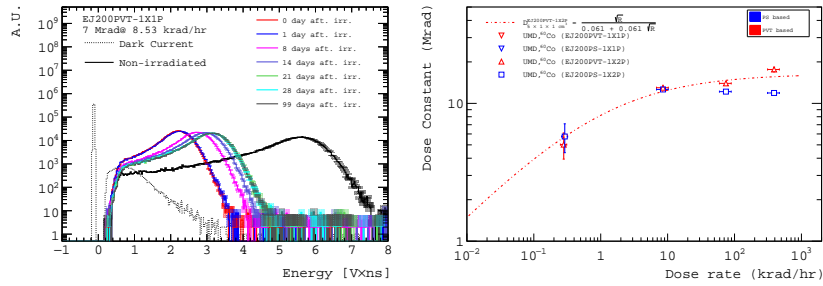 A.U.
EJ200PVT-1X1P
7 Mrad@ 8.53 krad/hr
Dark Current
Non-irradiated
0 day aft. irr.
1 day aft. irr.
8 days aft. irr.
14 days aft. irr.
21 days aft. irr.
28 days aft. irr.
99 days aft. irr.
10⁹
10⁸
10⁷
10⁶
10⁵
10⁴
10³
10²
10
1
−1 0 1 2 3 4 5 6 7 8
Energy [V×ns]
Dose Constant (Mrad)
√R
0.061 + 0.061 √R
UMD,⁶⁰Co (EJ200PVT-1X1P)
UMD,⁶⁰Co (EJ200PS-1X1P)
UMD,⁶⁰Co (EJ200PVT-1X2P)
UMD,⁶⁰Co (EJ200PS-1X2P)
PS based
PVT based
10
1
10⁻² 10⁻¹ 1 10 10² 10³
Dose rate (krad/hr)